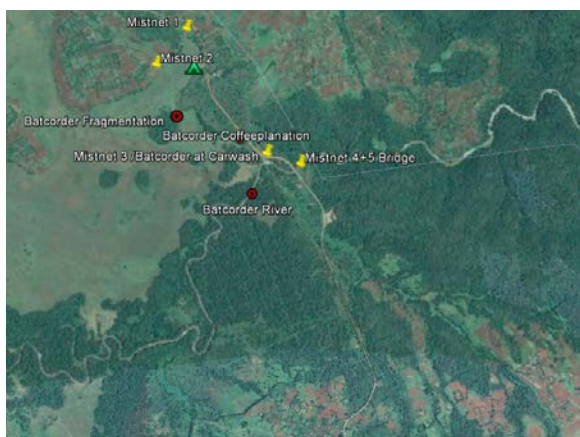 Mistnet 1
Mistnet 2
Batcorder Fragmentation
Batcorder Coffeeplanation
Mistnet 3 /Batcorder at Carwash
Mistnet 4+5 Bridge
Batcorder River